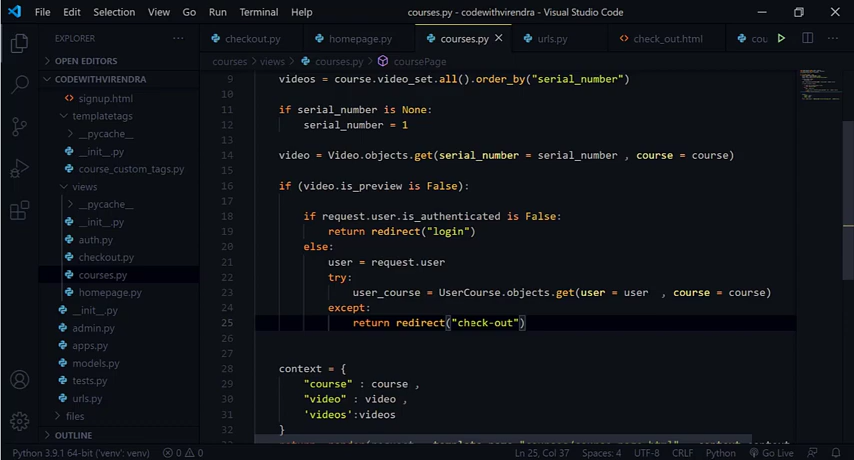 File Edit Selection View Go Run Terminal Help
courses.py - codewithvirendra - Visual Studio Code
EXPLORER ...
checkout.py homepage.py courses.py urls.py check_out.html cou
OPEN EDITORS
courses > views > courses.py > coursePage
CODEWITHVIRENDRA
signup.html
templatetags
__pycache__
__init__.py
course_custom_tags.py
views
__pycache__
__init__.py
auth.py
checkout.py
courses.py
homepage.py
__init__.py
admin.py
apps.py
models.py
tests.py
urls.py
files
OUTLINE
9 videos = course.video_set.all().order_by("serial_number")
10
11 if serial_number is None:
12 serial_number = 1
13
14 video = Video.objects.get(serial_number = serial_number , course = course)
15
16 if (video.is_preview is False):
17
18 if request.user.is_authenticated is False:
19 return redirect("login")
20 else:
21 user = request.user
22 try:
23 user_course = UserCourse.objects.get(user = user , course = course)
24 except:
25 return redirect("check-out")
26
27
28 context = {
29 "course" : course ,
30 "video" : video ,
31 'videos':videos
32 }
Python 3.9.1 64-bit ('venv': venv) 0 0 Ln 25, Col 37 Spaces: 4 UTF-8 CRLF Python Go Live